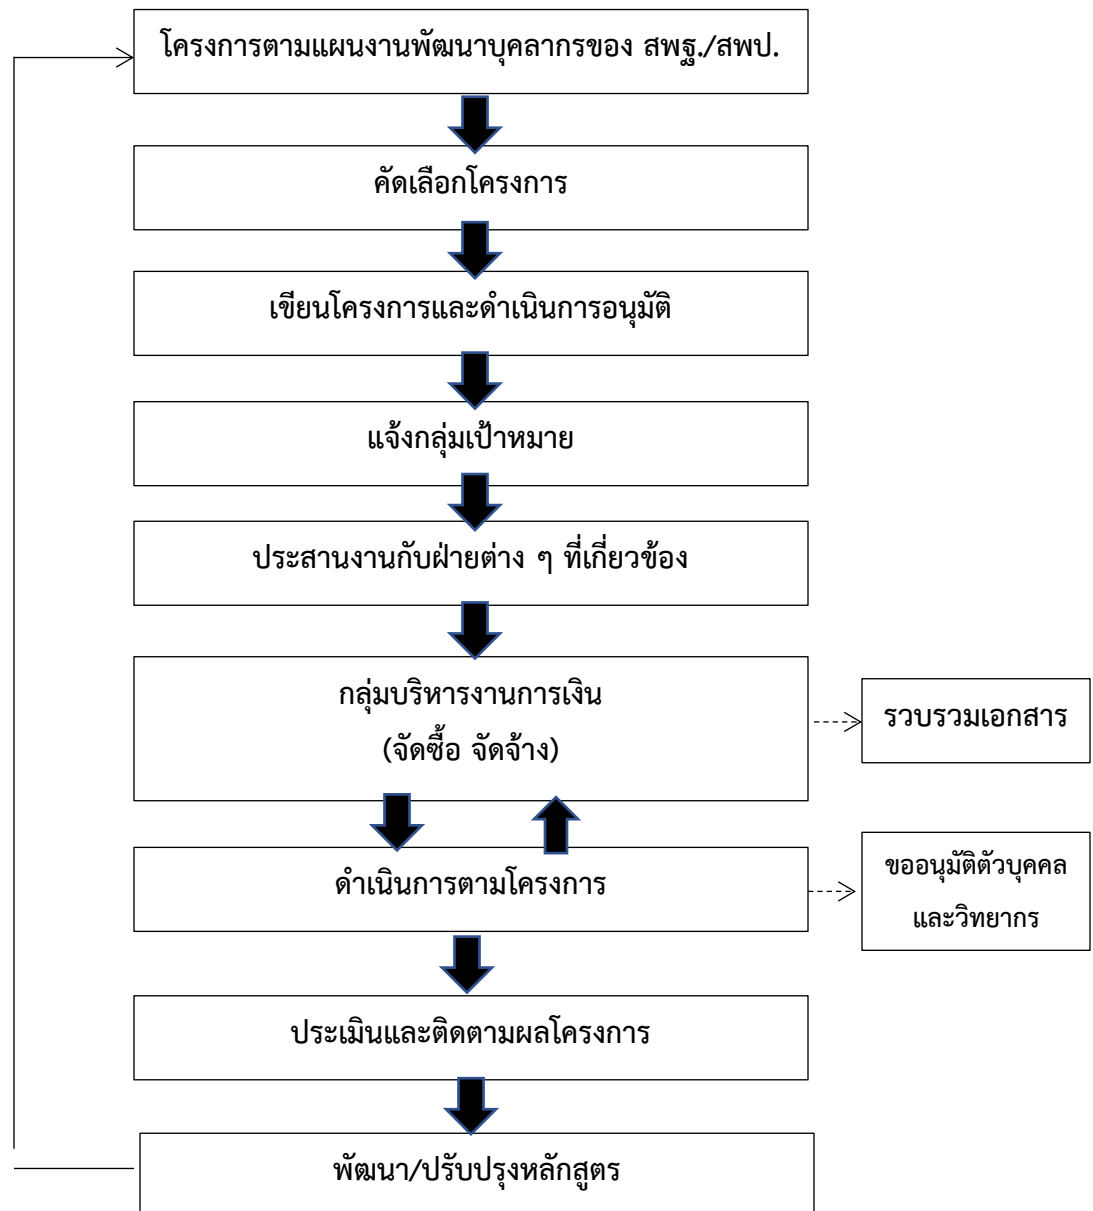 โครงการตามแผนงานพัฒนาบุคลากรของ สพฐ./สพป.
คัดเลือกโครงการ
เขียนโครงการและดำเนินการอนุมัติ
แจ้งกลุ่มเป้าหมาย
ประสานงานกับฝ่ายต่าง ๆ ที่เกี่ยวข้อง
กลุ่มบริหารงานการเงิน
(จัดซื้อ จัดจ้าง)
รวบรวมเอกสาร
ดำเนินการตามโครงการ
ขออนุมัติตัวบุคคล
และวิทยากร
ประเมินและติดตามผลโครงการ
พัฒนา/ปรับปรุงหลักสูตร